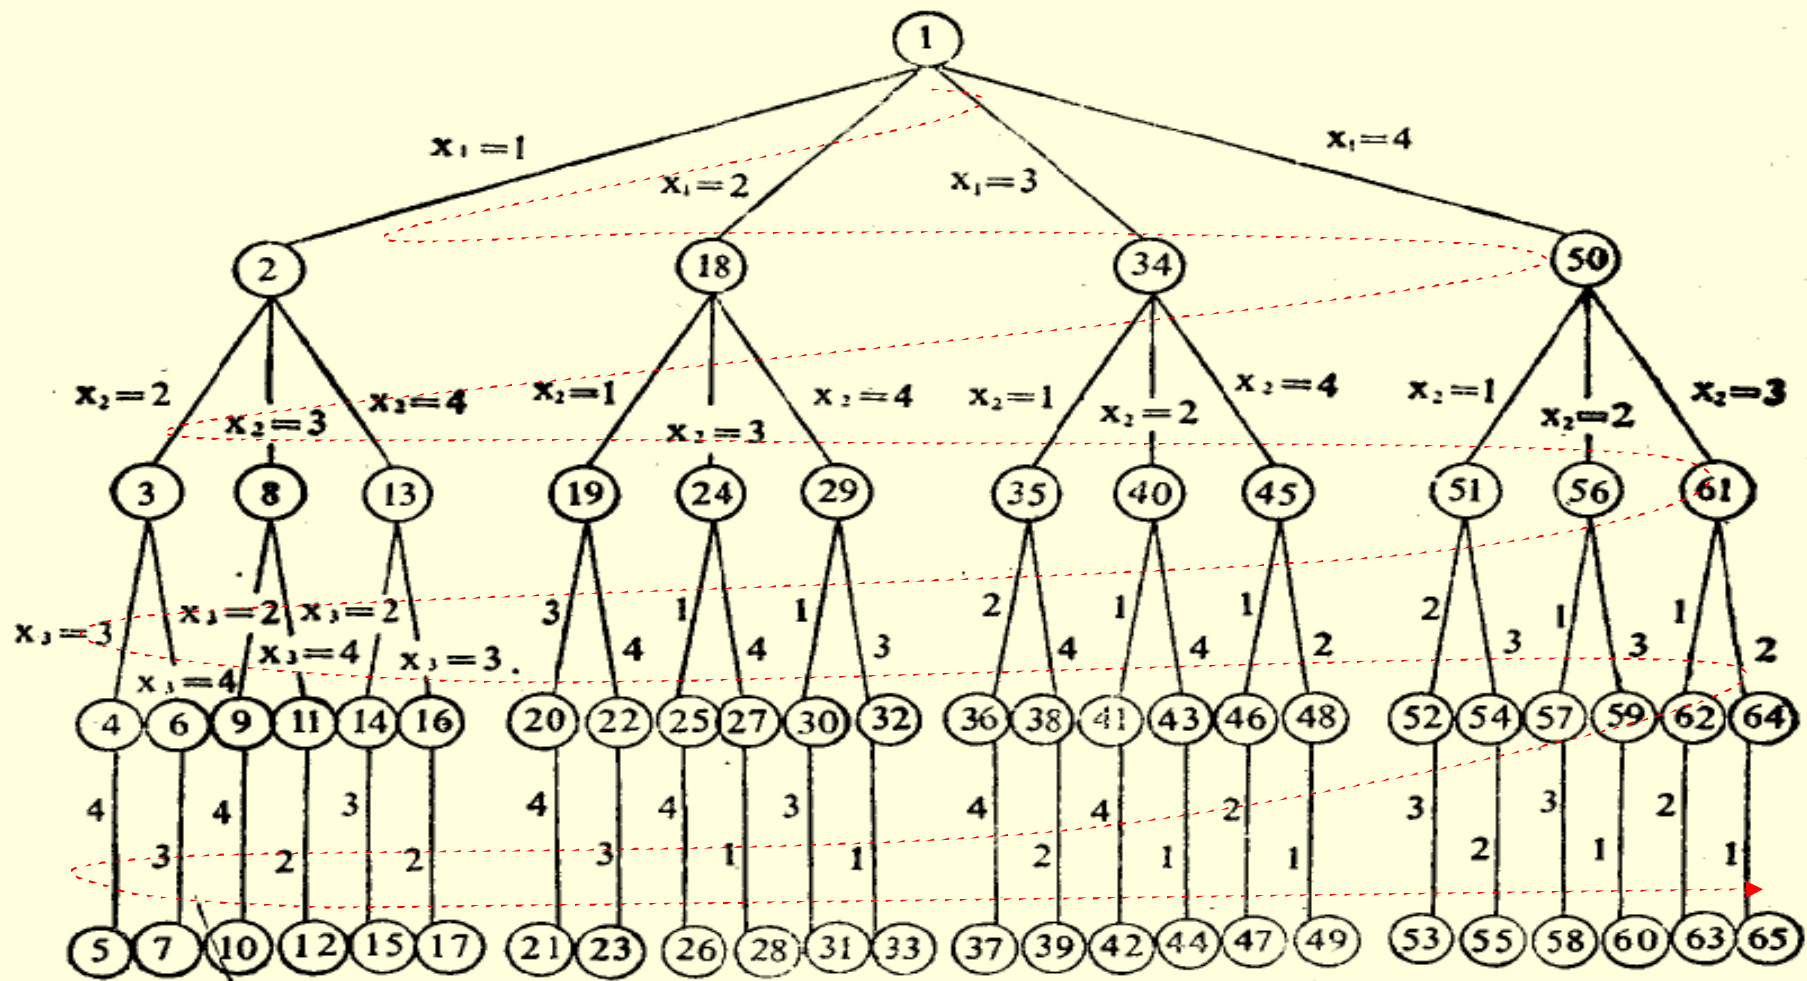 1
x₁=1 x₁=2 x₁=3 x₁=4
2 18 34 50
x₂=2 x₂=3 x₂=4 x₂=1 x₂=3 x₂=4 x₂=1 x₂=2 x₂=4 x₂=1 x₂=2 x₂=3
3 8 13 19 24 29 35 40 45 51 56 61
x₃=3 x₃=4 x₃=2 x₃=4 x₃=2 x₃=3 3 4 1 4 1 3 2 4 1 4 1 2 2 3 1 3 1 2
4 6 9 11 14 16 20 22 25 27 30 32 36 38 41 43 46 48 52 54 57 59 62 64
4 3 4 2 3 2 4 3 4 1 3 1 4 2 4 1 2 1 3 2 3 1 2 1
5 7 10 12 15 17 21 23 26 28 31 33 37 39 42 44 47 49 53 55 58 60 63 65